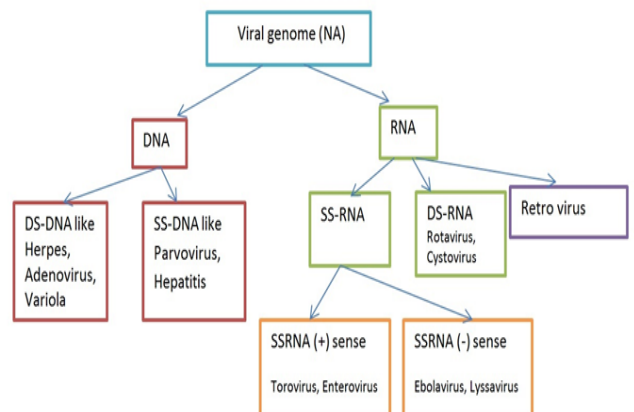 Viral genome (NA)
DNA
RNA
DS-DNA like
Herpes,
Adenovirus,
Variola
SS-DNA like
Parvovirus,
Hepatitis
SS-RNA
DS-RNA
Rotavirus,
Cystovirus
Retro virus
SSRNA (+) sense
Torovirus, Enterovirus
SSRNA (-) sense
Ebolavirus, Lyssavirus